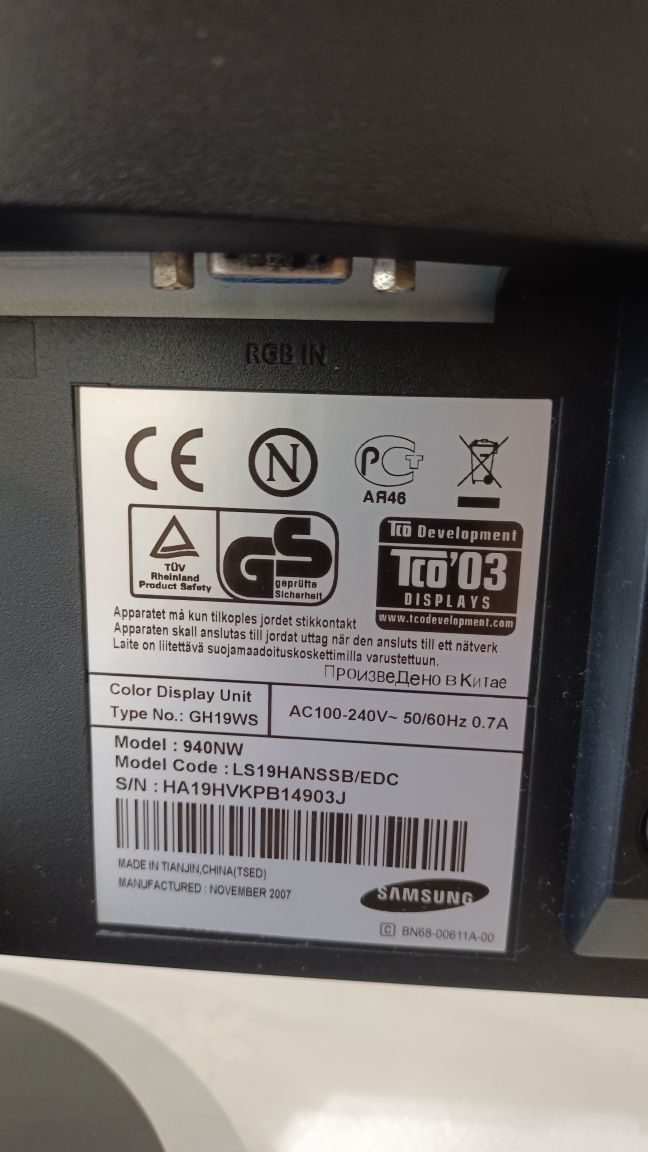 RGB IN
CE
N
РСТ
АЯ46
TÜV
Rheinland
Product Safety
GS
geprüfte
Sicherheit
TCO Development
TCO'03
DISPLAYS
www.tcodevelopment.com
Apparatet må kun tilkoples jordet stikkontakt
Apparaten skall anslutas till jordat uttag när den ansluts till ett nätverk
Laite on liitettävä suojamaadoituskoskettimilla varustettuun.
Произведено в Китае
Color Display Unit
Type No.: GH19WS
AC100-240V~ 50/60Hz 0.7A
Model : 940NW
Model Code : LS19HANSSB/EDC
S/N : HA19HVKPB14903J
MADE IN TIANJIN,CHINA(TSED)
MANUFACTURED : NOVEMBER 2007
SAMSUNG
C BN68-00611A-00